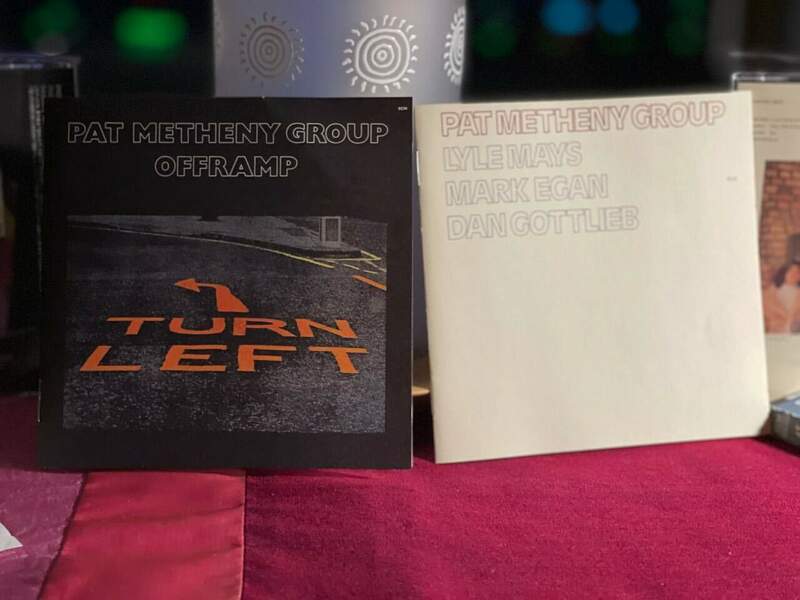 PAT METHENY GROUP
OFFRAMP
TURN
LEFT
PAT METHENY GROUP
LYLE MAYS
MARK EGAN
DAN GOTTLIEB